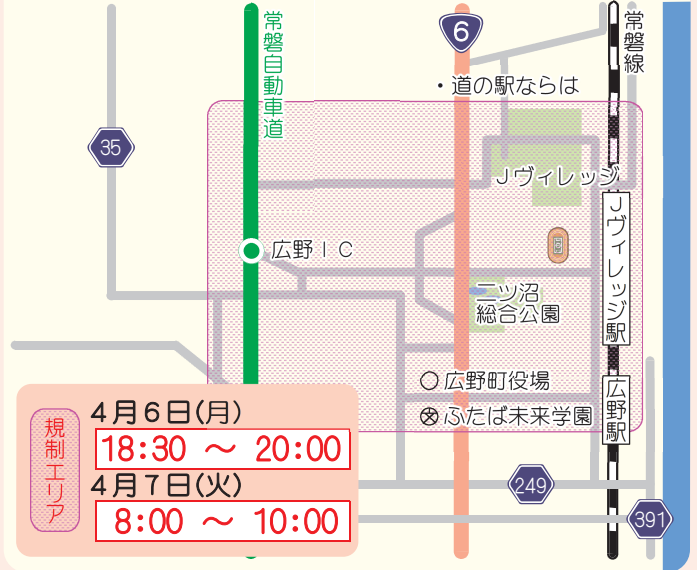 常磐自動車道
6
常磐線
・道の駅ならは
35
Jヴィレッジ
Jヴィレッジ駅
広野IC
二ツ沼
総合公園
○広野町役場
ふたば未来学園
広野駅
規制エリア
4月6日(月)
18:30 ～ 20:00
4月7日(火)
8:00 ～ 10:00
249
391